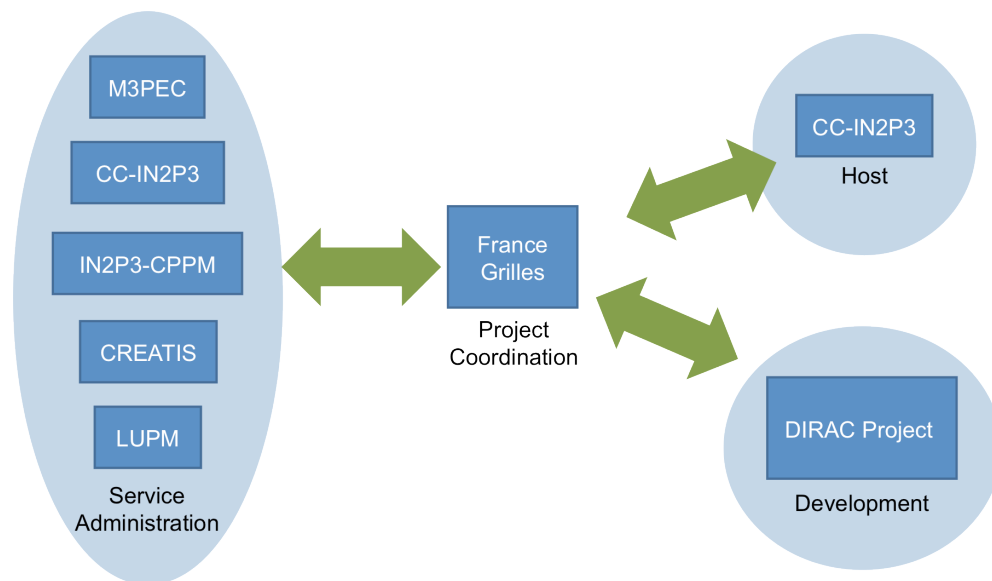 M3PEC
CC-IN2P3
IN2P3-CPPM
CREATIS
LUPM
Service
Administration
France
Grilles
Project
Coordination
CC-IN2P3
Host
DIRAC Project
Development